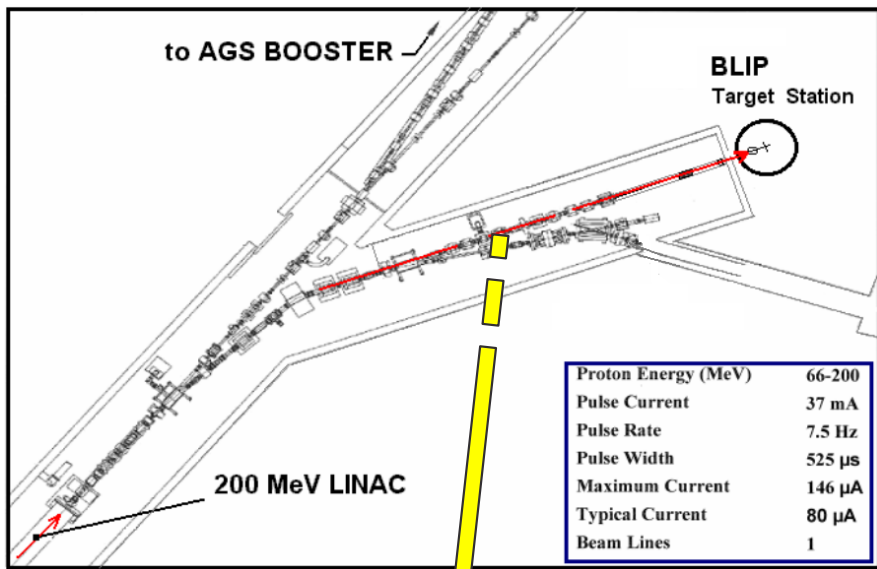 to AGS BOOSTER
BLIP
Target Station
200 MeV LINAC
Proton Energy (MeV) 66-200
Pulse Current 37 mA
Pulse Rate 7.5 Hz
Pulse Width 525 µs
Maximum Current 146 µA
Typical Current 80 µA
Beam Lines 1